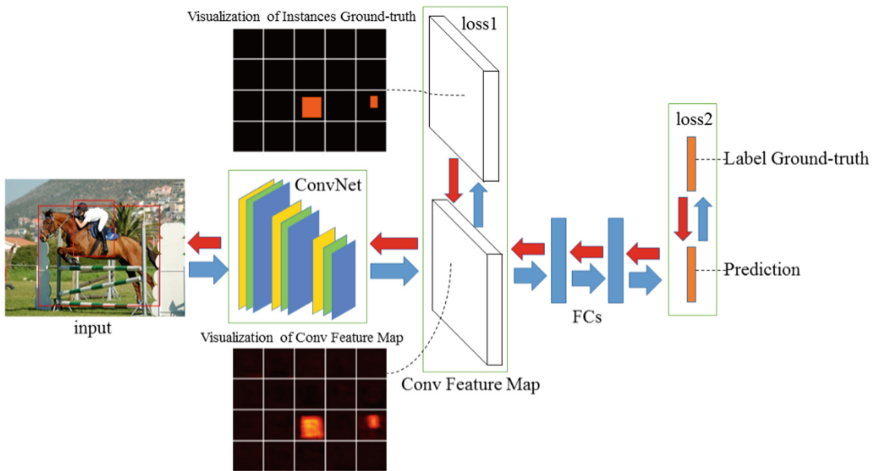 Visualization of Instances Ground-truth
loss1
loss2
Label Ground-truth
ConvNet
Prediction
input
FCs
Visualization of Conv Feature Map
Conv Feature Map